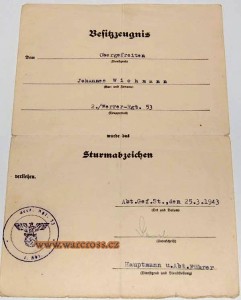 Besitzzeugnis
Dem
Obergefreiten
(Dienstgrad)
Johannes Wichmann
(Vor- und Zuname)
2./Werfer-Rgt. 53
(Truppenteil)
wurde das
Sturmabzeichen
verliehen.
Abt.Gef.St., den 25.3.1943
(Ort und Datum)
www.warcross.cz
(Unterschrift)
Hauptmann u.Abt.Führer
(Dienstgrad und Dienststellung)